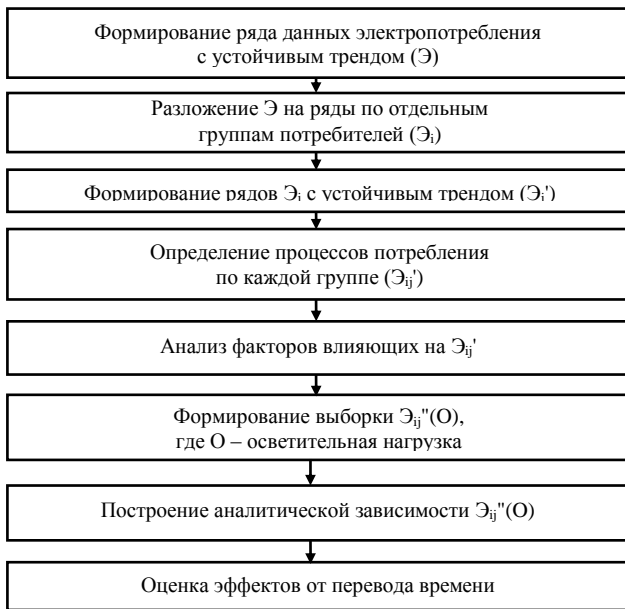 Формирование ряда данных электропотребления
с устойчивым трендом (Э)
Разложение Э на ряды по отдельным
группам потребителей (Эᵢ)
Формирование рядов Эᵢ с устойчивым трендом (Эᵢ')
Определение процессов потребления
по каждой группе (Эᵢⱼ')
Анализ факторов влияющих на Эᵢⱼ'
Формирование выборки Эᵢⱼ"(О),
где О – осветительная нагрузка
Построение аналитической зависимости Эᵢⱼ"(О)
Оценка эффектов от перевода времени